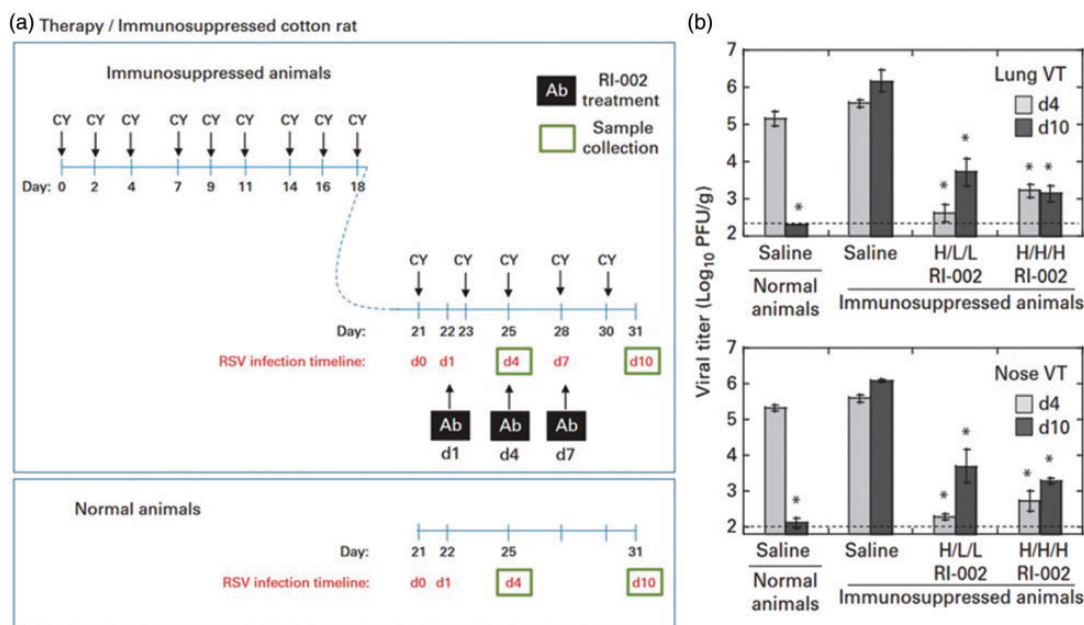 (a) Therapy / Immunosuppressed cotton rat
Immunosuppressed animals
Ab RI-002 treatment
Sample collection
CY CY CY CY CY CY CY CY CY
Day: 0 2 4 7 9 11 14 16 18
CY CY CY CY CY
Day: 21 22 23 25 28 30 31
RSV infection timeline: d0 d1 d4 d7 d10
Ab Ab Ab
d1 d4 d7
Normal animals
Day: 21 22 25 31
RSV infection timeline: d0 d1 d4 d10
(b)
Viral titer (Log10 PFU/g)
7
6
5
4
3
2
Lung VT
d4
d10
* * * * *
Saline Saline H/L/L H/H/H
RI-002 RI-002
Normal animals
Immunosuppressed animals
7
6
5
4
3
2
Nose VT
d4
d10
* * * * *
Saline Saline H/L/L H/H/H
RI-002 RI-002
Normal animals
Immunosuppressed animals